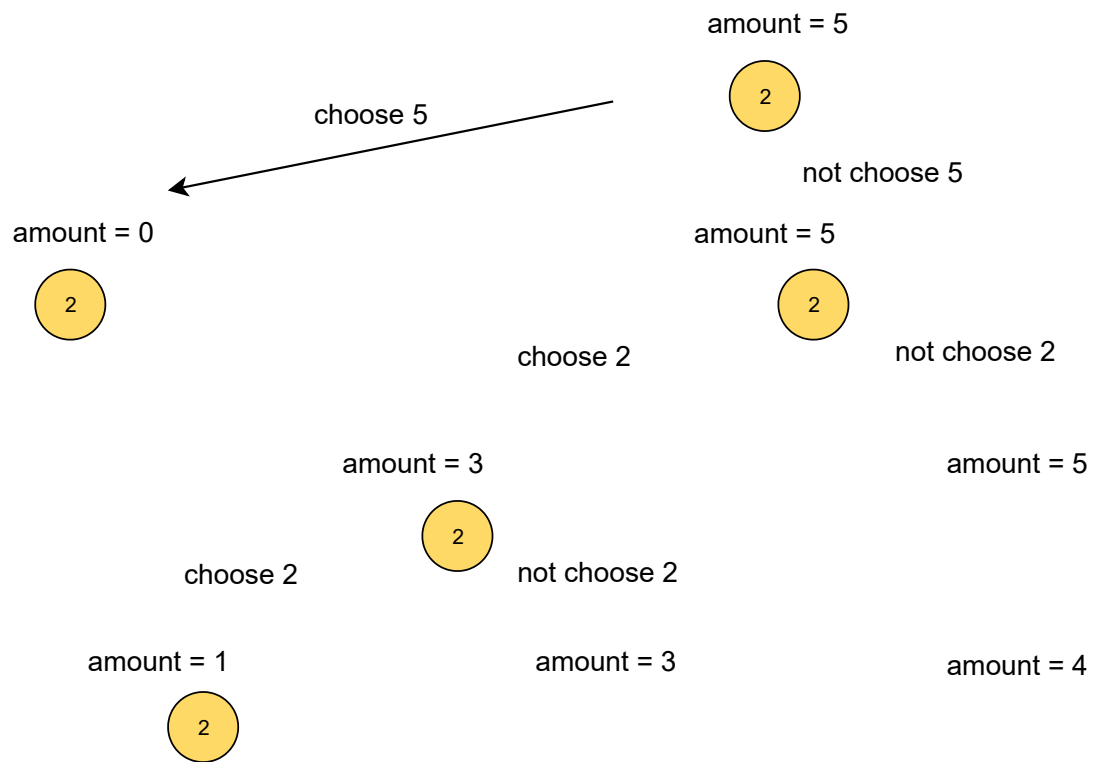 amount = 5
2
choose 5
not choose 5
amount = 0
amount = 5
2
2
choose 2
not choose 2
amount = 3
amount = 5
2
choose 2
not choose 2
amount = 1
amount = 3
amount = 4
2